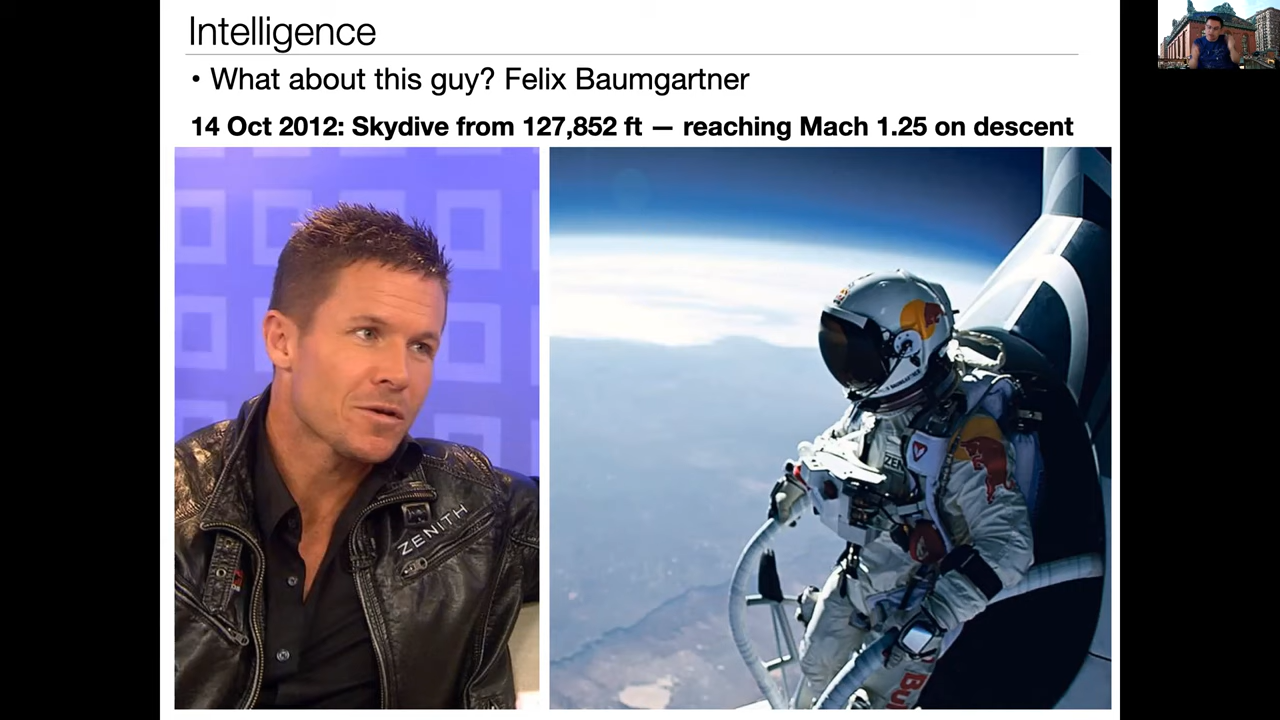 Intelligence
• What about this guy? Felix Baumgartner
14 Oct 2012: Skydive from 127,852 ft — reaching Mach 1.25 on descent
ZENITH
ZEN